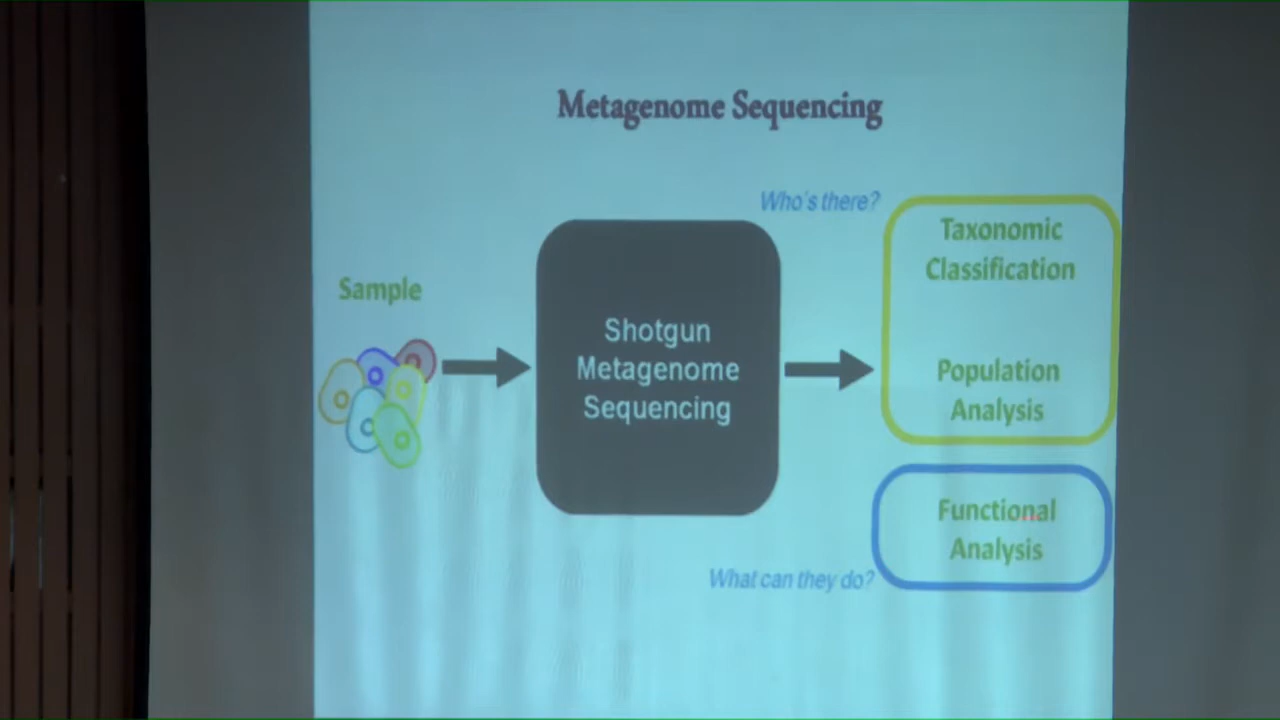 Metagenome Sequencing
Who's there?
Taxonomic
Classification
Sample
Shotgun
Metagenome
Sequencing
Population
Analysis
Functional
Analysis
What can they do?